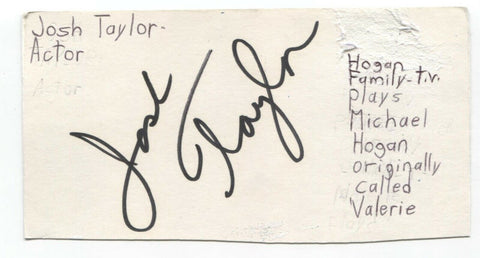 Josh Taylor-
Actor
Josh Taylor
Hogan
Family-t.v.
plays
Michael
Hogan
originally
called
Valerie